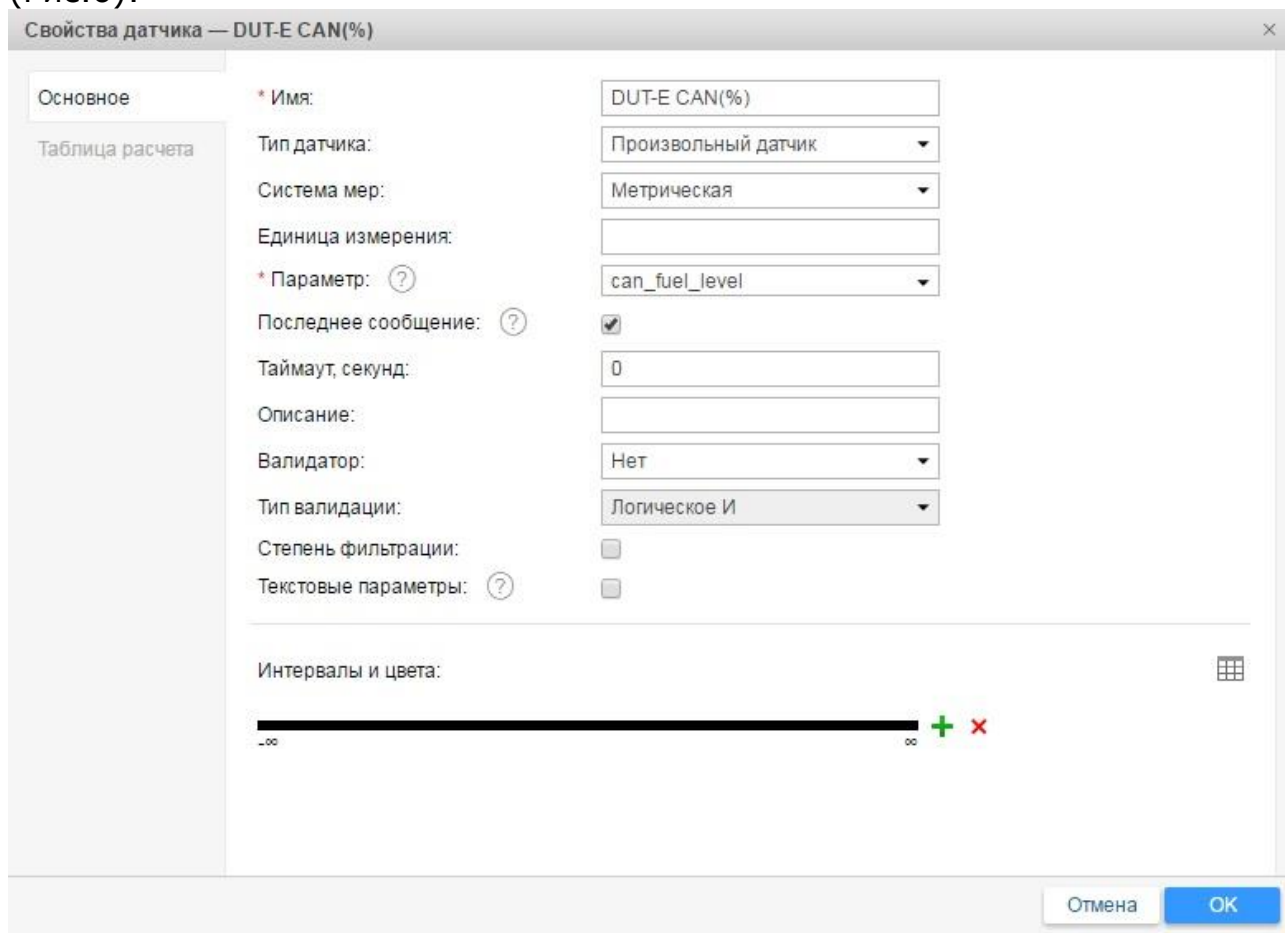 (Рис.6).
Свойства датчика — DUT-E CAN(%)
Основное
Таблица расчета
* Имя: DUT-E CAN(%)
Тип датчика: Произвольный датчик
Система мер: Метрическая
Единица измерения:
* Параметр: ? can_fuel_level
Последнее сообщение: ?
Таймаут, секунд: 0
Описание:
Валидатор: Нет
Тип валидации: Логическое И
Степень фильтрации:
Текстовые параметры: ?
Интервалы и цвета:
-∞ ∞
Отмена OK